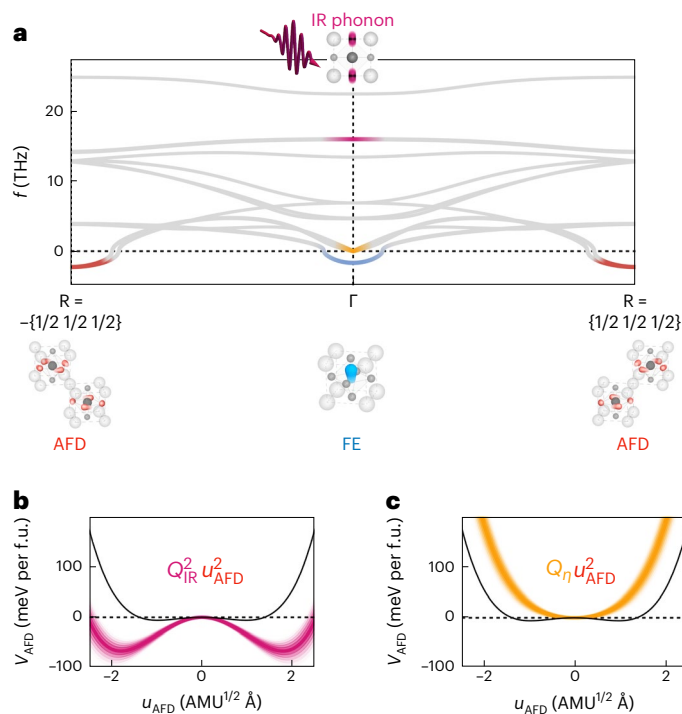 a
IR phonon
f (THz)
20
10
0
R =
Γ
R =
−{1/2 1/2 1/2}
{1/2 1/2 1/2}
AFD
FE
AFD
b
c
V_AFD (meV per f.u.)
100
0
−100
Q²_IR u²_AFD
−2
0
2
u_AFD (AMU^1/2 Å)
V_AFD (meV per f.u.)
100
0
−100
Q_η u²_AFD
−2
0
2
u_AFD (AMU^1/2 Å)